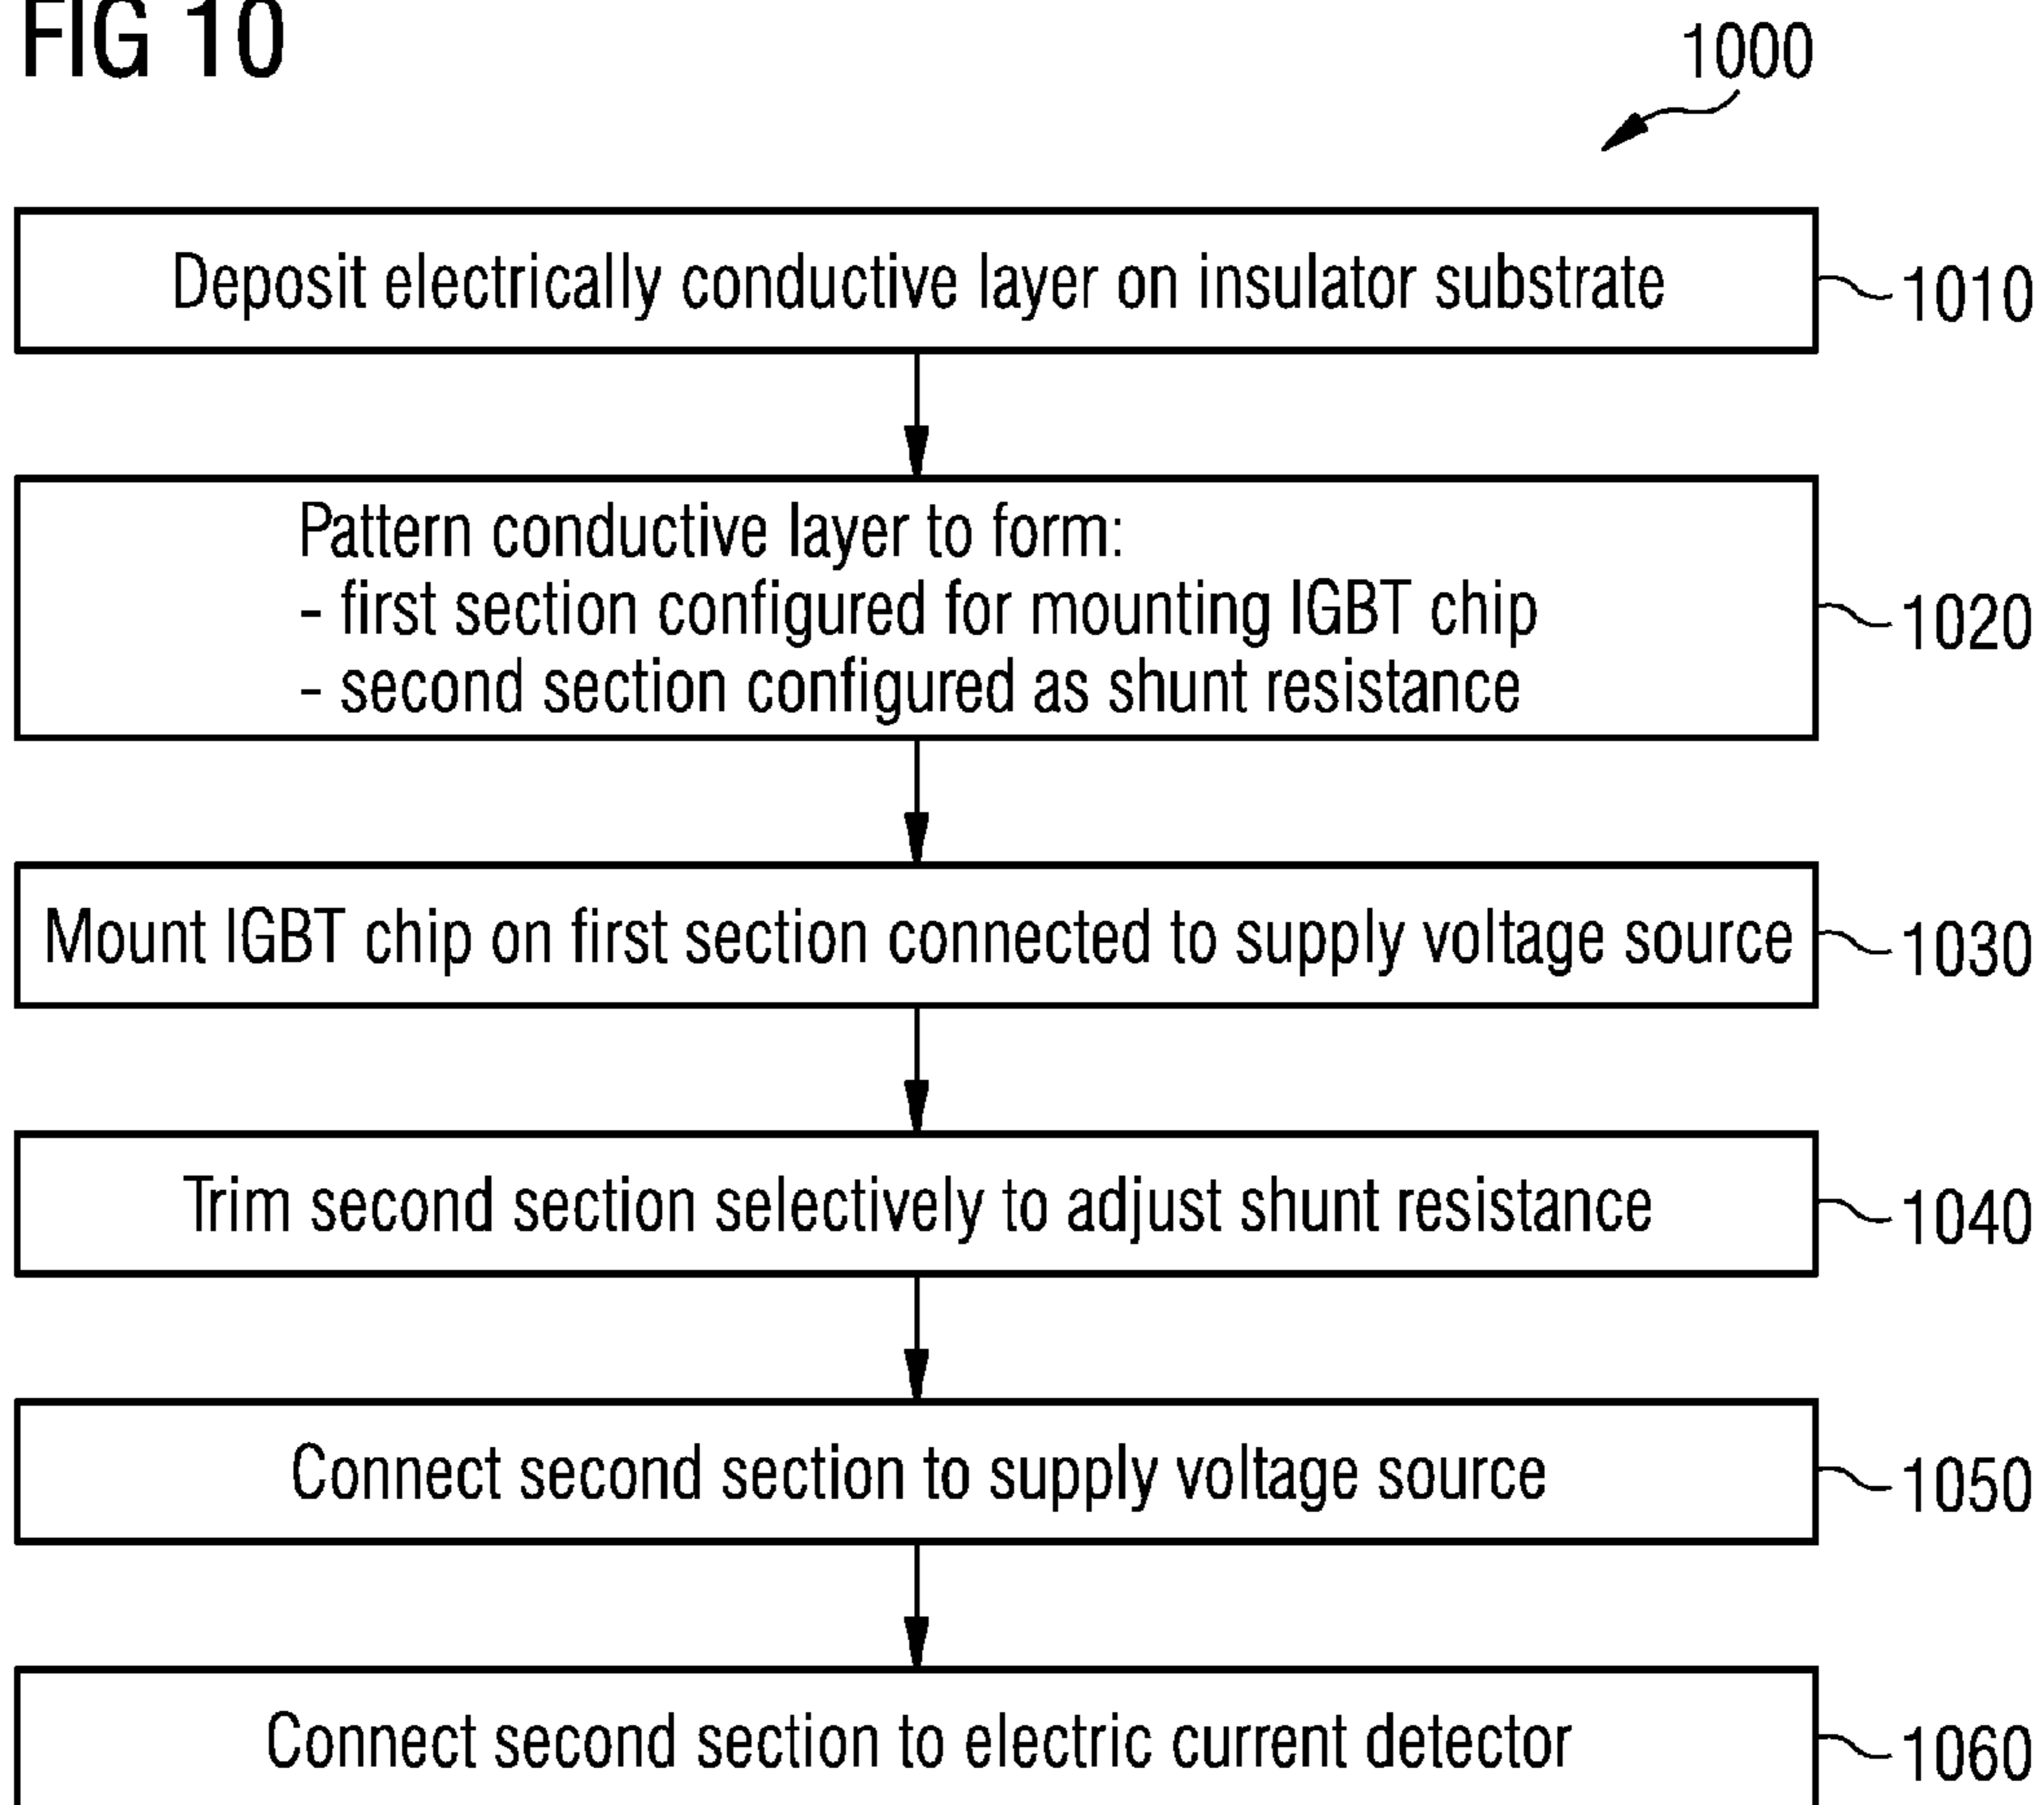 FIG 10
1000
Deposit electrically conductive layer on insulator substrate
1010
Pattern conductive layer to form:
- first section configured for mounting IGBT chip
- second section configured as shunt resistance
1020
Mount IGBT chip on first section connected to supply voltage source
1030
Trim second section selectively to adjust shunt resistance
1040
Connect second section to supply voltage source
1050
Connect second section to electric current detector
1060